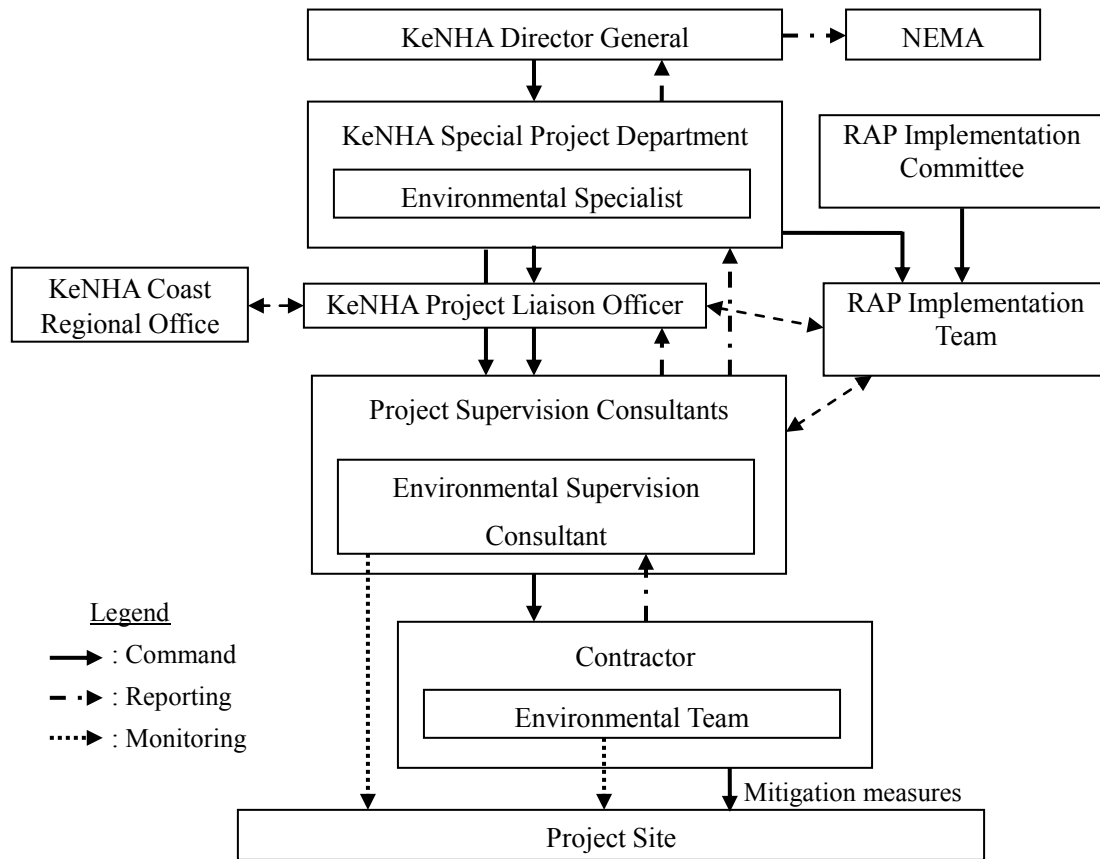 KeNHA Director General
NEMA
KeNHA Special Project Department
Environmental Specialist
RAP Implementation
Committee
KeNHA Coast
Regional Office
KeNHA Project Liaison Officer
RAP Implementation
Team
Project Supervision Consultants
Environmental Supervision
Consultant
Legend
: Command
: Reporting
: Monitoring
Contractor
Environmental Team
Mitigation measures
Project Site